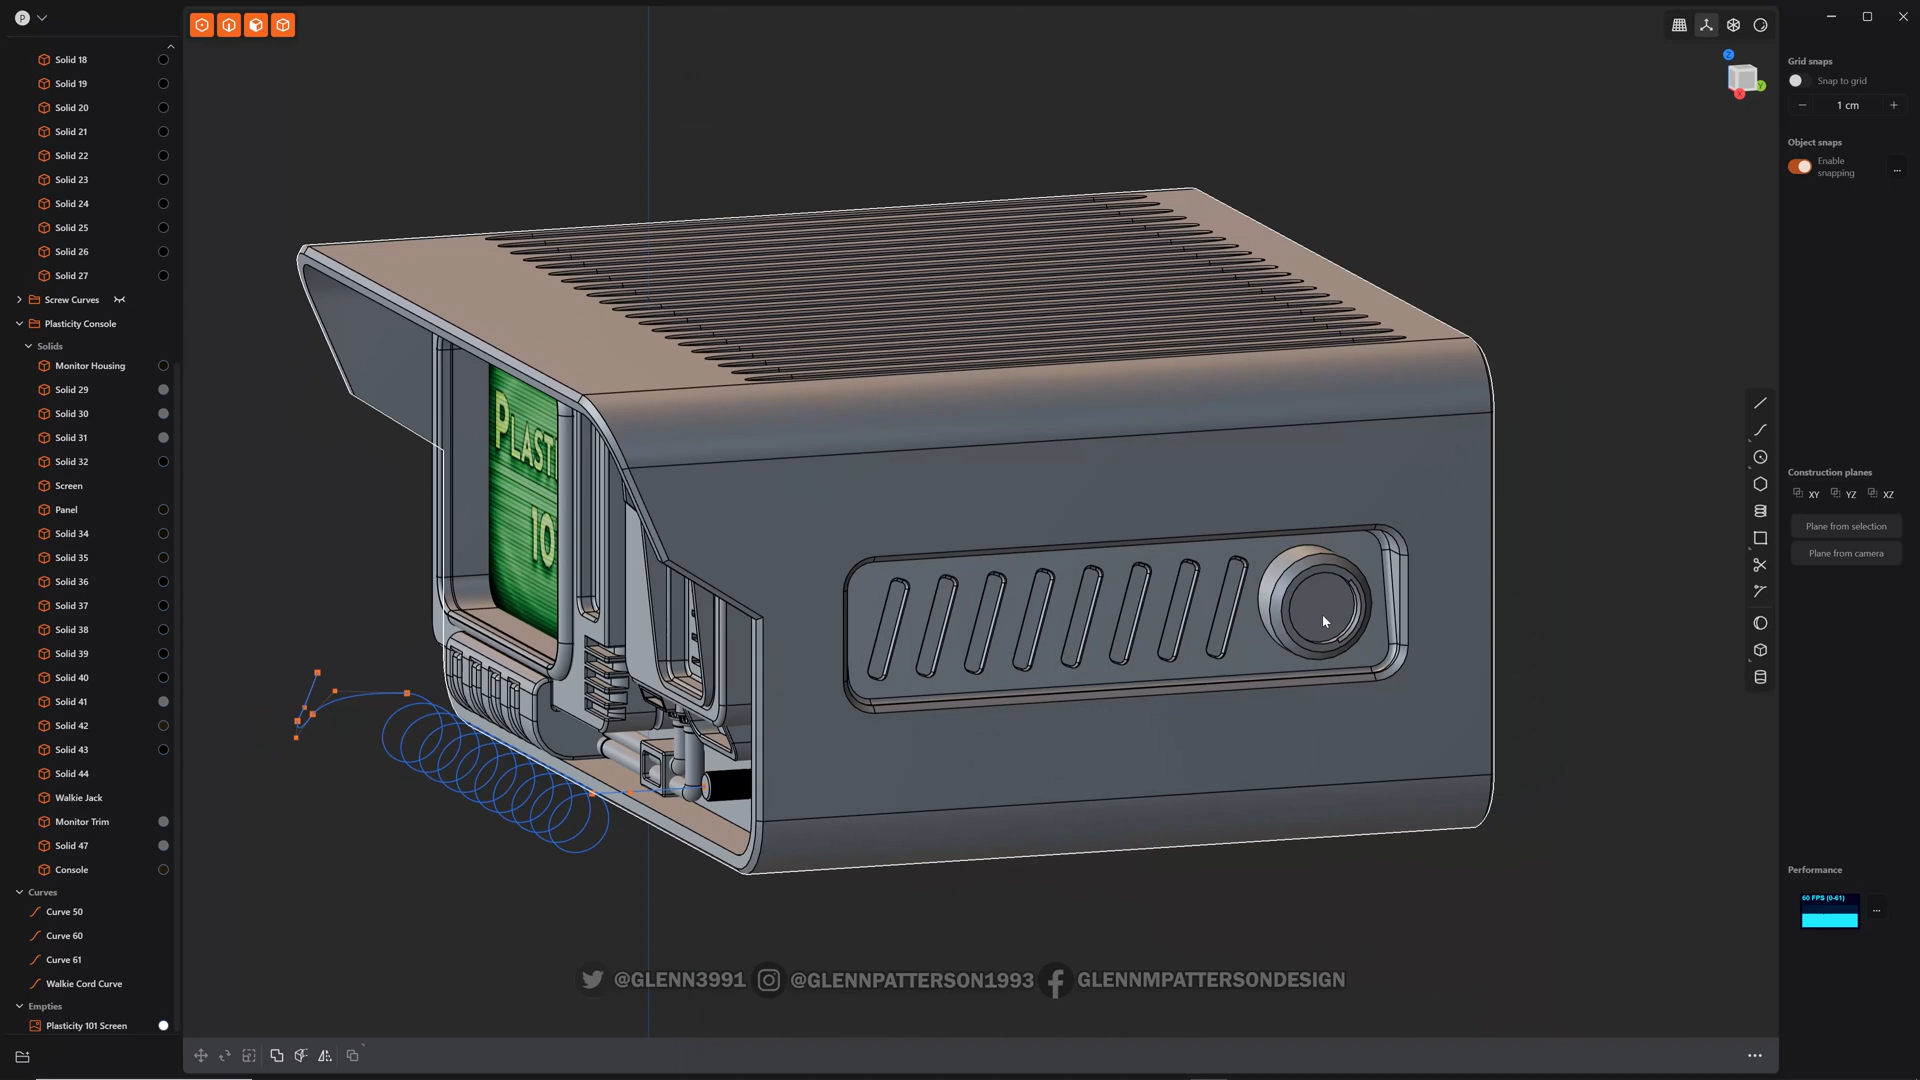 P
Solid 18
Solid 19
Solid 20
Solid 21
Solid 22
Solid 23
Solid 24
Solid 25
Solid 26
Solid 27
Screw Curves
Plasticity Console
Solids
Monitor Housing
Solid 29
Solid 30
Solid 31
Solid 32
Screen
Panel
Solid 34
Solid 35
Solid 36
Solid 37
Solid 38
Solid 39
Solid 40
Solid 41
Solid 42
Solid 43
Solid 44
Walkie Jack
Monitor Trim
Solid 47
Console
Curves
Curve 50
Curve 60
Curve 61
Walkie Cord Curve
Empties
Plasticity 101 Screen
PLAST
10
@GLENN3991 @GLENNPATTERSON1993 GLENNMPATTERSONDESIGN
Z
Y
X
Grid snaps
Snap to grid
1 cm
Object snaps
Enable
snapping
Construction planes
XY YZ XZ
Plane from selection
Plane from camera
Performance
60 FPS (0-61)